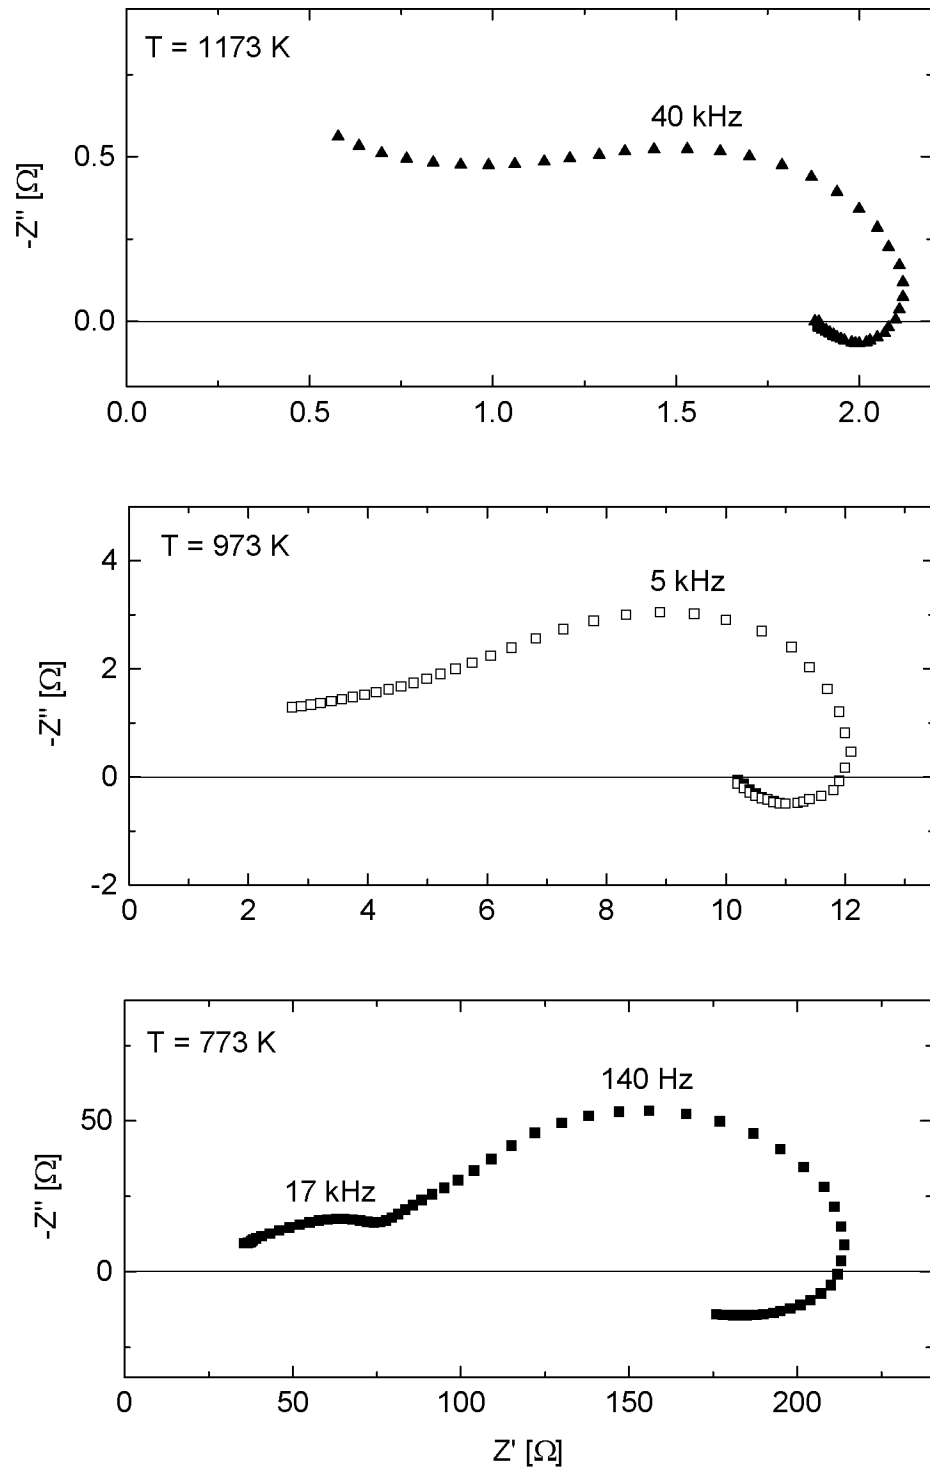 T = 1173 K
40 kHz
0.5
0.0
-Z" [Ω]
0.0 0.5 1.0 1.5 2.0
T = 973 K
5 kHz
4
2
0
-2
-Z" [Ω]
0 2 4 6 8 10 12
T = 773 K
140 Hz
17 kHz
50
0
-Z" [Ω]
0 50 100 150 200
Z' [Ω]